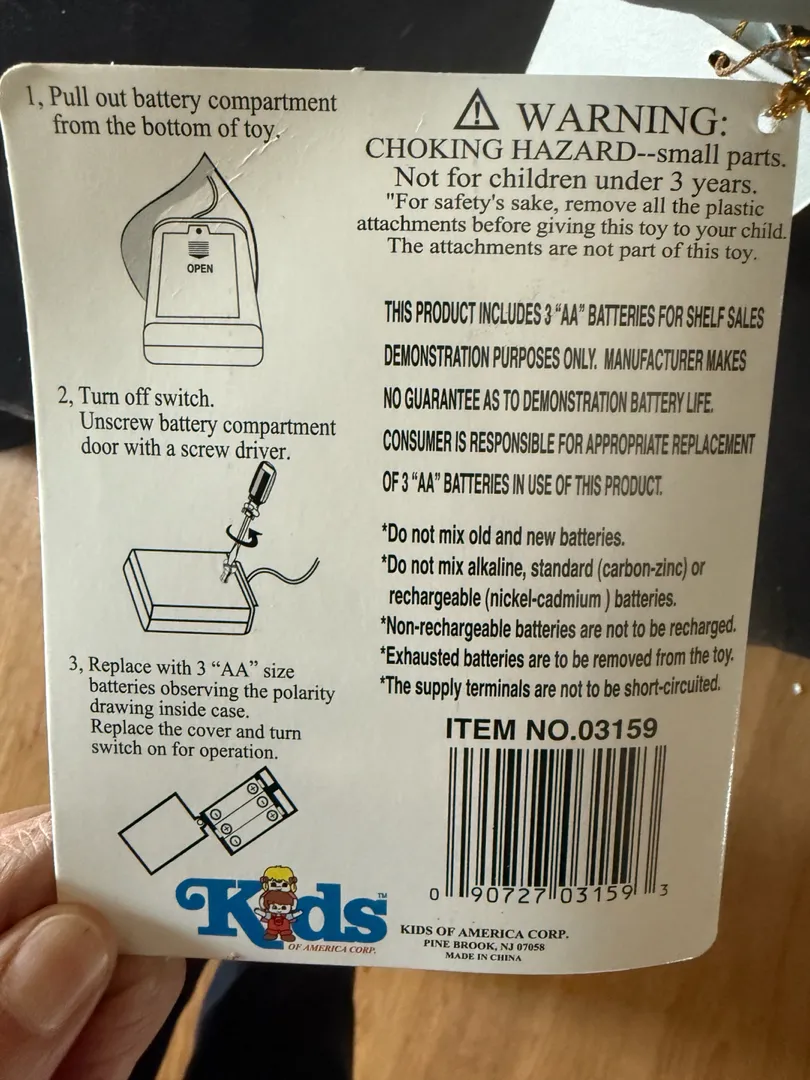 1, Pull out battery compartment
from the bottom of toy.
OPEN
2, Turn off switch.
Unscrew battery compartment
door with a screw driver.
3, Replace with 3 “AA” size
batteries observing the polarity
drawing inside case.
Replace the cover and turn
switch on for operation.
Kids
TM
OF AMERICA CORP.
⚠ WARNING:
CHOKING HAZARD--small parts.
Not for children under 3 years.
"For safety's sake, remove all the plastic
attachments before giving this toy to your child.
The attachments are not part of this toy.
THIS PRODUCT INCLUDES 3 “AA” BATTERIES FOR SHELF SALES
DEMONSTRATION PURPOSES ONLY. MANUFACTURER MAKES
NO GUARANTEE AS TO DEMONSTRATION BATTERY LIFE.
CONSUMER IS RESPONSIBLE FOR APPROPRIATE REPLACEMENT
OF 3 “AA” BATTERIES IN USE OF THIS PRODUCT.
*Do not mix old and new batteries.
*Do not mix alkaline, standard (carbon-zinc) or
rechargeable (nickel-cadmium ) batteries.
*Non-rechargeable batteries are not to be recharged.
*Exhausted batteries are to be removed from the toy.
*The supply terminals are not to be short-circuited.
ITEM NO.03159
0 90727 03159 3
KIDS OF AMERICA CORP.
PINE BROOK, NJ 07058
MADE IN CHINA